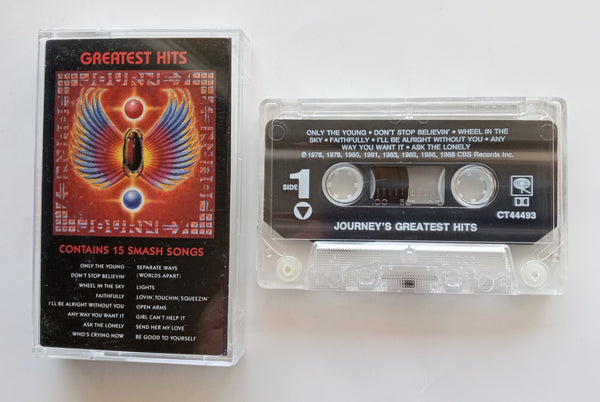 GREATEST HITS
JOURNEY
JOURNEY
CONTAINS 15 SMASH SONGS
ONLY THE YOUNG
DON'T STOP BELIEVIN
WHEEL IN THE SKY
FAITHFULLY
I'LL BE ALRIGHT WITHOUT YOU
ANY WAY YOU WANT IT
ASK THE LONELY
WHO'S CRYING NOW
SEPARATE WAYS
(WORLDS APART)
LIGHTS
LOVIN, TOUCHIN, SQUEEZIN'
OPEN ARMS
GIRL CAN'T HELP IT
SEND HER MY LOVE
BE GOOD TO YOURSELF
ONLY THE YOUNG • DON'T STOP BELIEVIN' • WHEEL IN THE
SKY • FAITHFULLY • I'LL BE ALRIGHT WITHOUT YOU • ANY
WAY YOU WANT IT • ASK THE LONELY
℗ 1978, 1979, 1980, 1981, 1983, 1985, 1986, 1988 CBS Records Inc.
SIDE 1
CT44493
JOURNEY'S GREATEST HITS